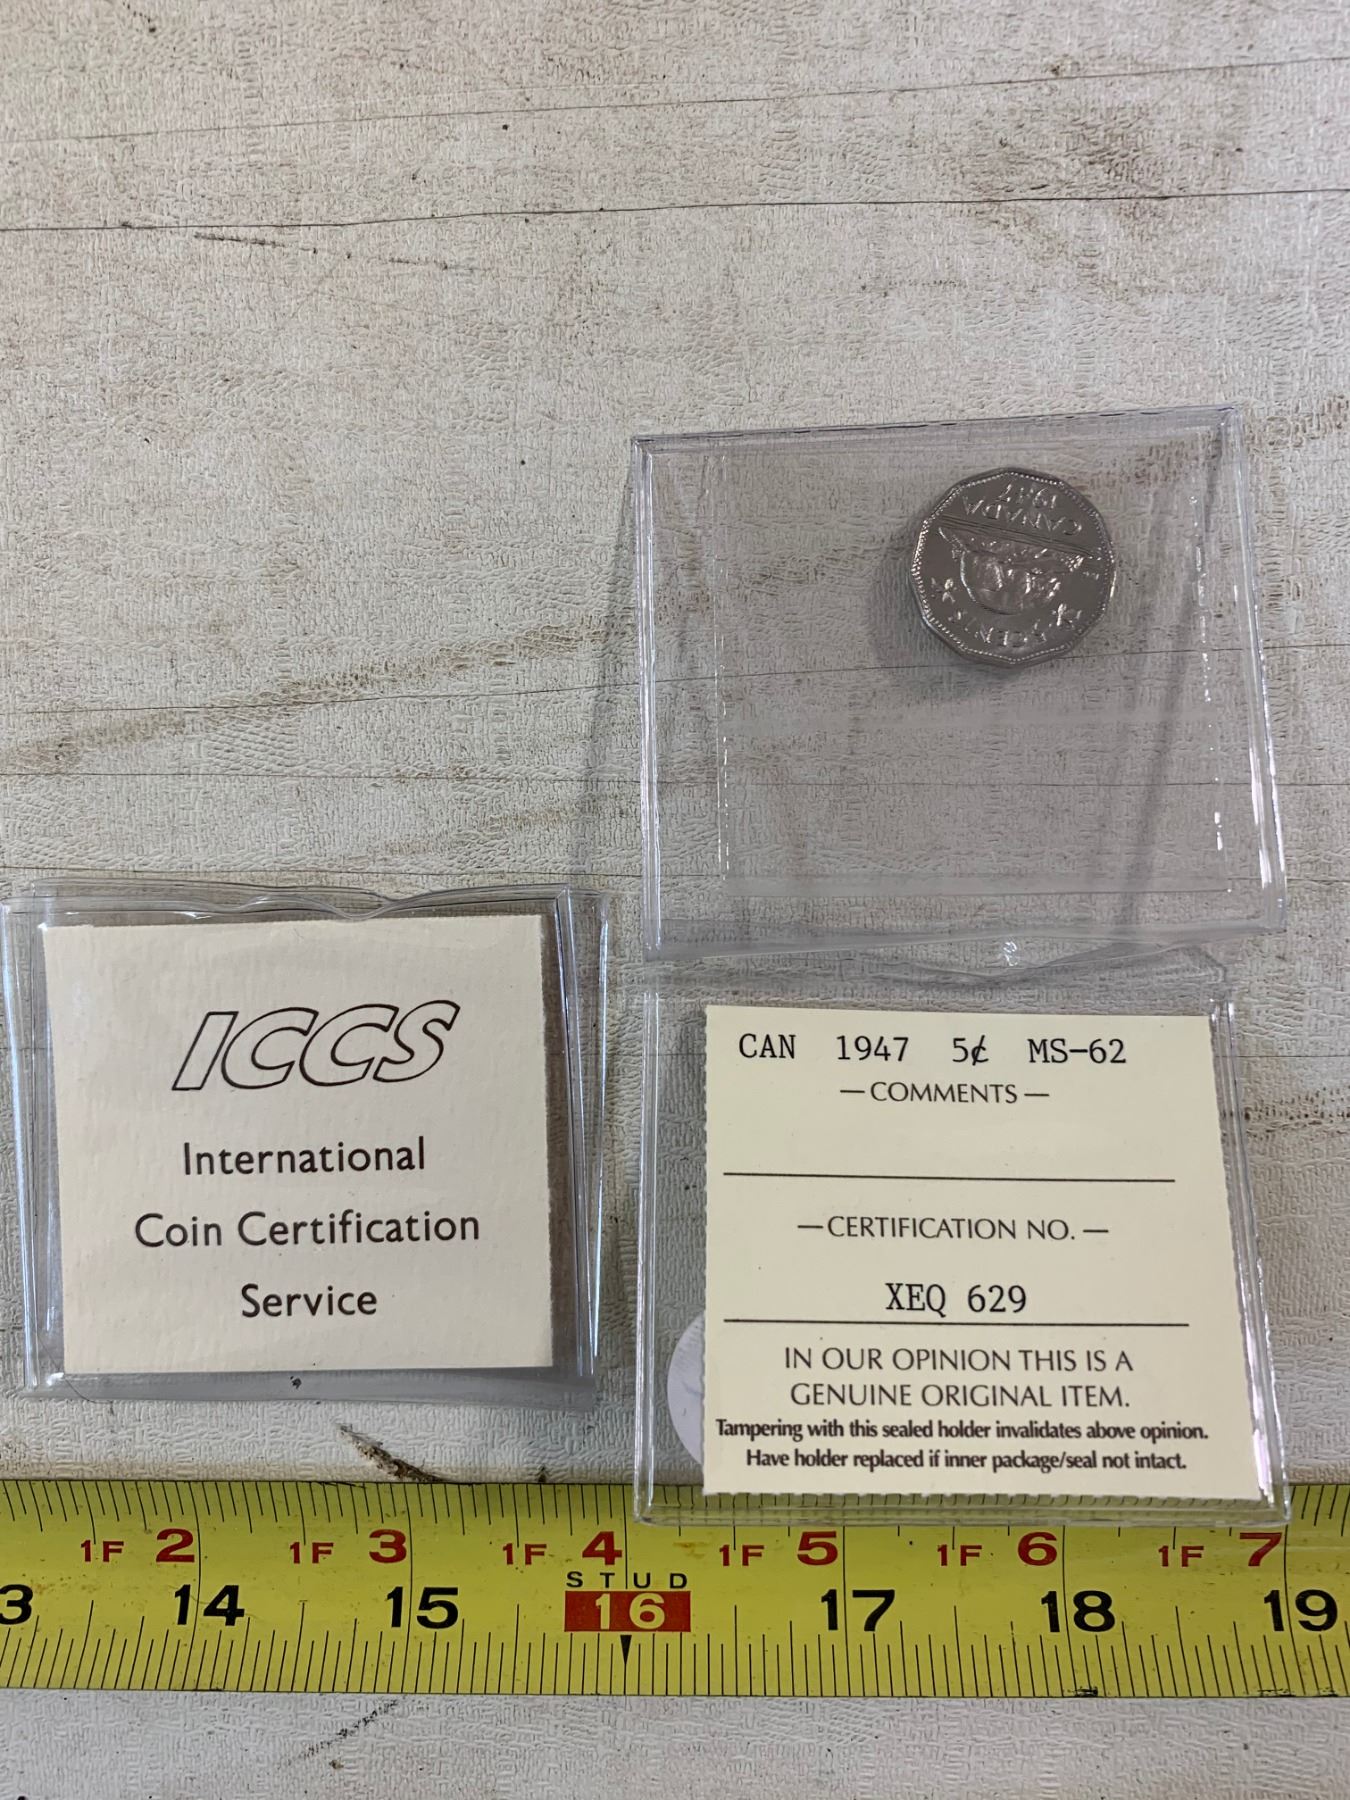 5 CENTS
CANADA
1947
ICCS
International
Coin Certification
Service
CAN 1947 5¢ MS-62
— COMMENTS —
— CERTIFICATION NO. —
XEQ 629
IN OUR OPINION THIS IS A
GENUINE ORIGINAL ITEM.
Tampering with this sealed holder invalidates above opinion.
Have holder replaced if inner package/seal not intact.
1F 2 1F 3 1F 4 1F 5 1F 6 1F 7
STUD
3 14 15 16 17 18 19